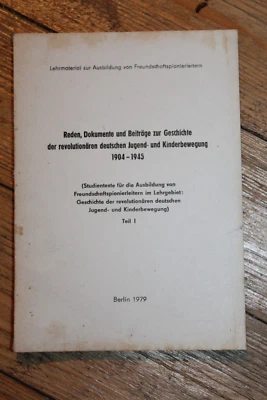 Lehrmaterial zur Ausbildung von Freundschaftspionierleitern
Reden, Dokumente und Beiträge zur Geschichte
der revolutionären deutschen Jugend- und Kinderbewegung
1904-1945
(Studientexte für die Ausbildung von
Freundschaftspionierleitern im Lehrgebiet:
Geschichte der revolutionären deutschen
Jugend- und Kinderbewegung)
Teil I
Berlin 1979